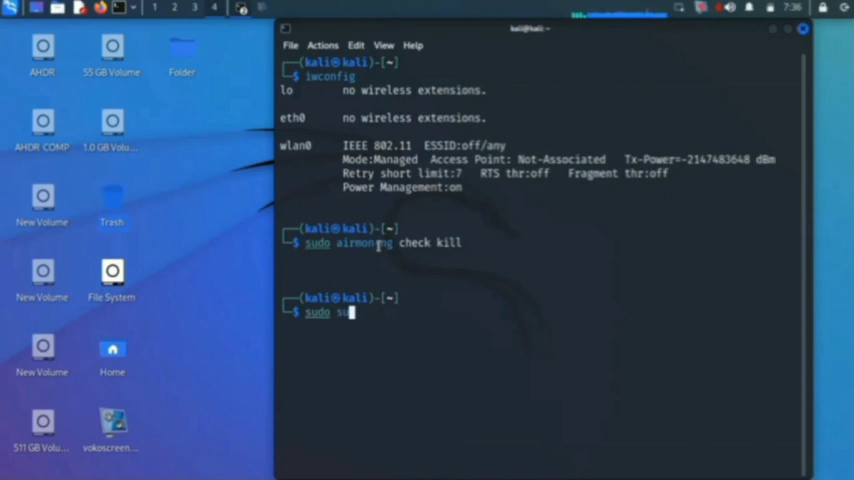 1 2 3 4
7:36
kali@kali: ~
File Actions Edit View Help
┌──(kali㉿kali)-[~]
└─$ iwconfig
lo no wireless extensions.
eth0 no wireless extensions.
wlan0 IEEE 802.11 ESSID:off/any
Mode:Managed Access Point: Not-Associated Tx-Power=-2147483648 dBm
Retry short limit:7 RTS thr:off Fragment thr:off
Power Management:on
┌──(kali㉿kali)-[~]
└─$ sudo airmon-ng check kill
┌──(kali㉿kali)-[~]
└─$ sudo su
AHDR
55 GB Volume
Folder
AHDR COMP
1.0 GB Volu...
New Volume
Trash
New Volume
File System
New Volume
Home
511 GB Volu...
vokoscreen...